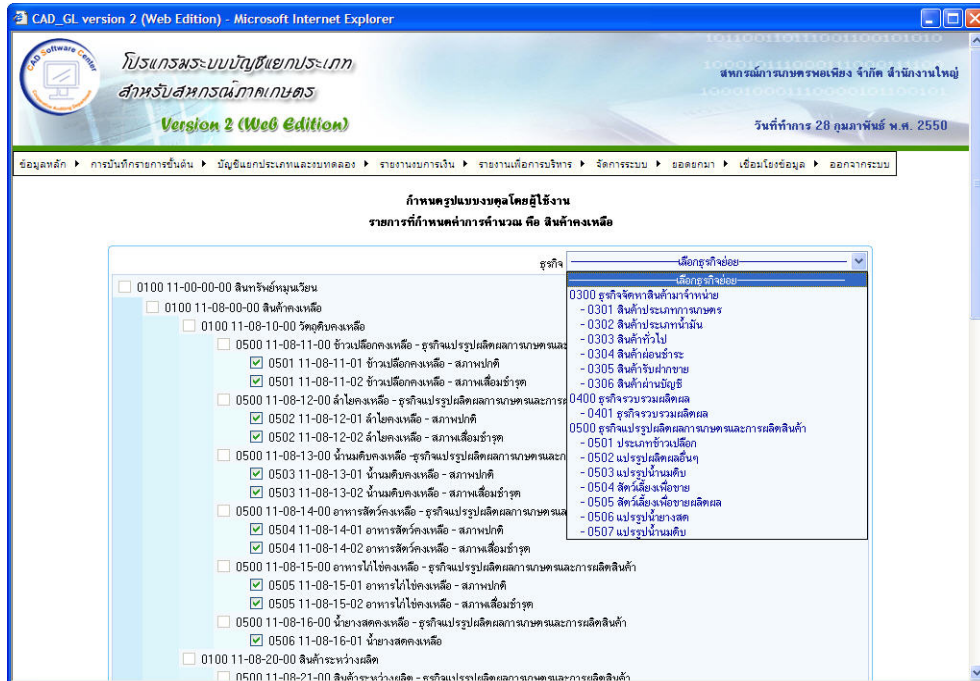 CAD_GL version 2 (Web Edition) - Microsoft Internet Explorer
CAD Software Center
Cooperative Auditing Department
โปรแกรมระบบบัญชีแยกประเภท
สำหรับสหกรณ์ภาคเกษตร
Version 2 (Web Edition)
สหกรณ์การเกษตรพอเพียง จำกัด สำนักงานใหญ่
วันที่ทำการ 28 กุมภาพันธ์ พ.ศ. 2550
ข้อมูลหลัก การบันทึกรายการขั้นต้น บัญชีแยกประเภทและงบทดลอง รายงานงบการเงิน รายงานเพื่อการบริหาร จัดการระบบ ยอดยกมา เชื่อมโยงข้อมูล ออกจากระบบ
กำหนดรูปแบบงบดุลโดยผู้ใช้งาน
รายการที่กำหนดค่าการคำนวณ คือ สินค้าคงเหลือ
ธุรกิจ เลือกธุรกิจย่อย
เลือกธุรกิจย่อย
0300 ธุรกิจจัดหาสินค้ามาจำหน่าย
- 0301 สินค้าประเภทการเกษตร
- 0302 สินค้าประเภทน้ำมัน
- 0303 สินค้าทั่วไป
- 0304 สินค้าผ่อนชำระ
- 0305 สินค้ารับฝากขาย
- 0306 สินค้าผ่านบัญชี
0400 ธุรกิจรวบรวมผลิตผล
- 0401 ธุรกิจรวบรวมผลิตผล
0500 ธุรกิจแปรรูปผลิตผลการเกษตรและการผลิตสินค้า
- 0501 ประเภทข้าวเปลือก
- 0502 แปรรูปผลิตผลอื่นๆ
- 0503 แปรรูปน้ำนมดิบ
- 0504 สัตว์เลี้ยงเพื่อขาย
- 0505 สัตว์เลี้ยงเพื่อขายผลิตผล
- 0506 แปรรูปน้ำยางสด
- 0507 แปรรูปน้ำนมดิบ
0100 11-00-00-00 สินทรัพย์หมุนเวียน
0100 11-08-00-00 สินค้าคงเหลือ
0100 11-08-10-00 วัตถุดิบคงเหลือ
0500 11-08-11-00 ข้าวเปลือกคงเหลือ - ธุรกิจแปรรูปผลิตผลการเกษตรและ
0501 11-08-11-01 ข้าวเปลือกคงเหลือ - สภาพปกติ
0501 11-08-11-02 ข้าวเปลือกคงเหลือ - สภาพเสื่อมชำรุด
0500 11-08-12-00 ลำไยคงเหลือ - ธุรกิจแปรรูปผลิตผลการเกษตรและการผ
0502 11-08-12-01 ลำไยคงเหลือ - สภาพปกติ
0502 11-08-12-02 ลำไยคงเหลือ - สภาพเสื่อมชำรุด
0500 11-08-13-00 น้ำนมดิบคงเหลือ -ธุรกิจแปรรูปผลิตผลการเกษตรและก
0503 11-08-13-01 น้ำนมดิบคงเหลือ - สภาพปกติ
0503 11-08-13-02 น้ำนมดิบคงเหลือ - สภาพเสื่อมชำรุด
0500 11-08-14-00 อาหารสัตว์คงเหลือ - ธุรกิจแปรรูปผลิตผลการเกษตรและ
0504 11-08-14-01 อาหารสัตว์คงเหลือ - สภาพปกติ
0504 11-08-14-02 อาหารสัตว์คงเหลือ - สภาพเสื่อมชำรุด
0500 11-08-15-00 อาหารไก่ไข่คงเหลือ - ธุรกิจแปรรูปผลิตผลการเกษตรและการผลิตสินค้า
0505 11-08-15-01 อาหารไก่ไข่คงเหลือ - สภาพปกติ
0505 11-08-15-02 อาหารไก่ไข่คงเหลือ - สภาพเสื่อมชำรุด
0500 11-08-16-00 น้ำยางสดคงเหลือ - ธุรกิจแปรรูปผลิตผลการเกษตรและการผลิตสินค้า
0506 11-08-16-01 น้ำยางสดคงเหลือ
0100 11-08-20-00 สินค้าระหว่างผลิต
0500 11-08-21-00 สินค้าระหว่างผลิต - ธุรกิจแปรรูปผลิตผลการเกษตรและการผลิตสินค้า